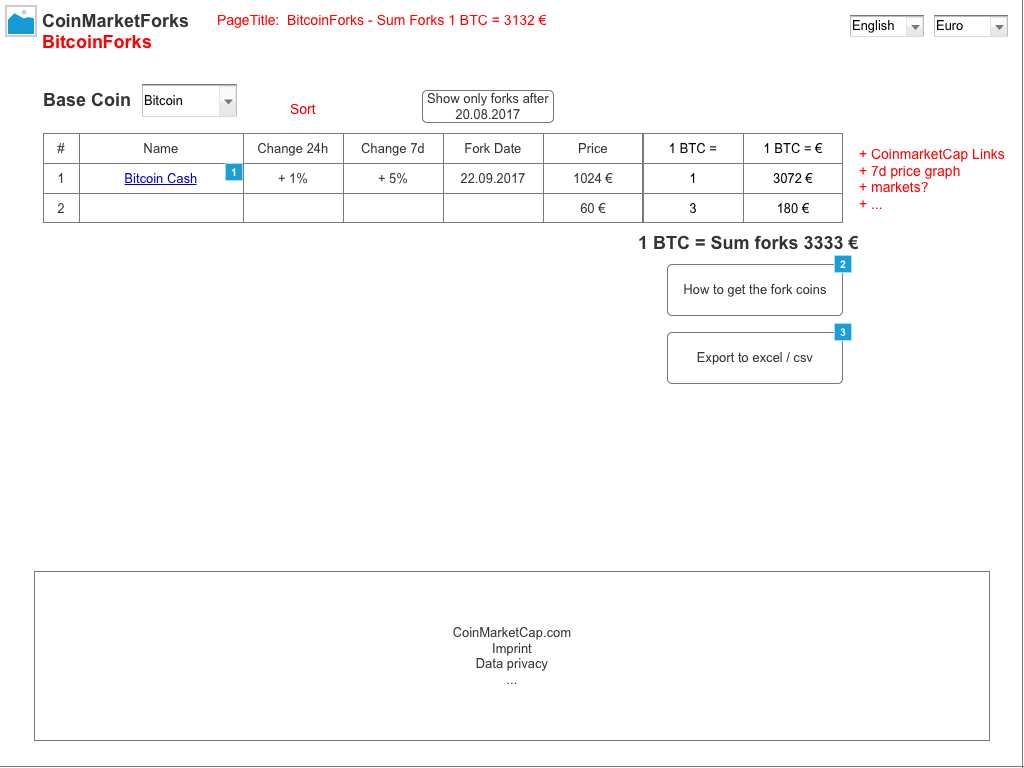 CoinMarketForks
BitcoinForks
PageTitle:  BitcoinForks - Sum Forks 1 BTC = 3132 €
English
Euro
Base Coin
Bitcoin
Sort
Show only forks after
20.08.2017
# Name Change 24h Change 7d Fork Date Price 1 BTC = 1 BTC = €
1 Bitcoin Cash 1 + 1% + 5% 22.09.2017 1024 € 1 3072 €
2 60 € 3 180 €
+ CoinmarketCap Links
+ 7d price graph
+ markets?
+ ...
1 BTC = Sum forks 3333 €
2
How to get the fork coins
3
Export to excel / csv
CoinMarketCap.com
Imprint
Data privacy
...